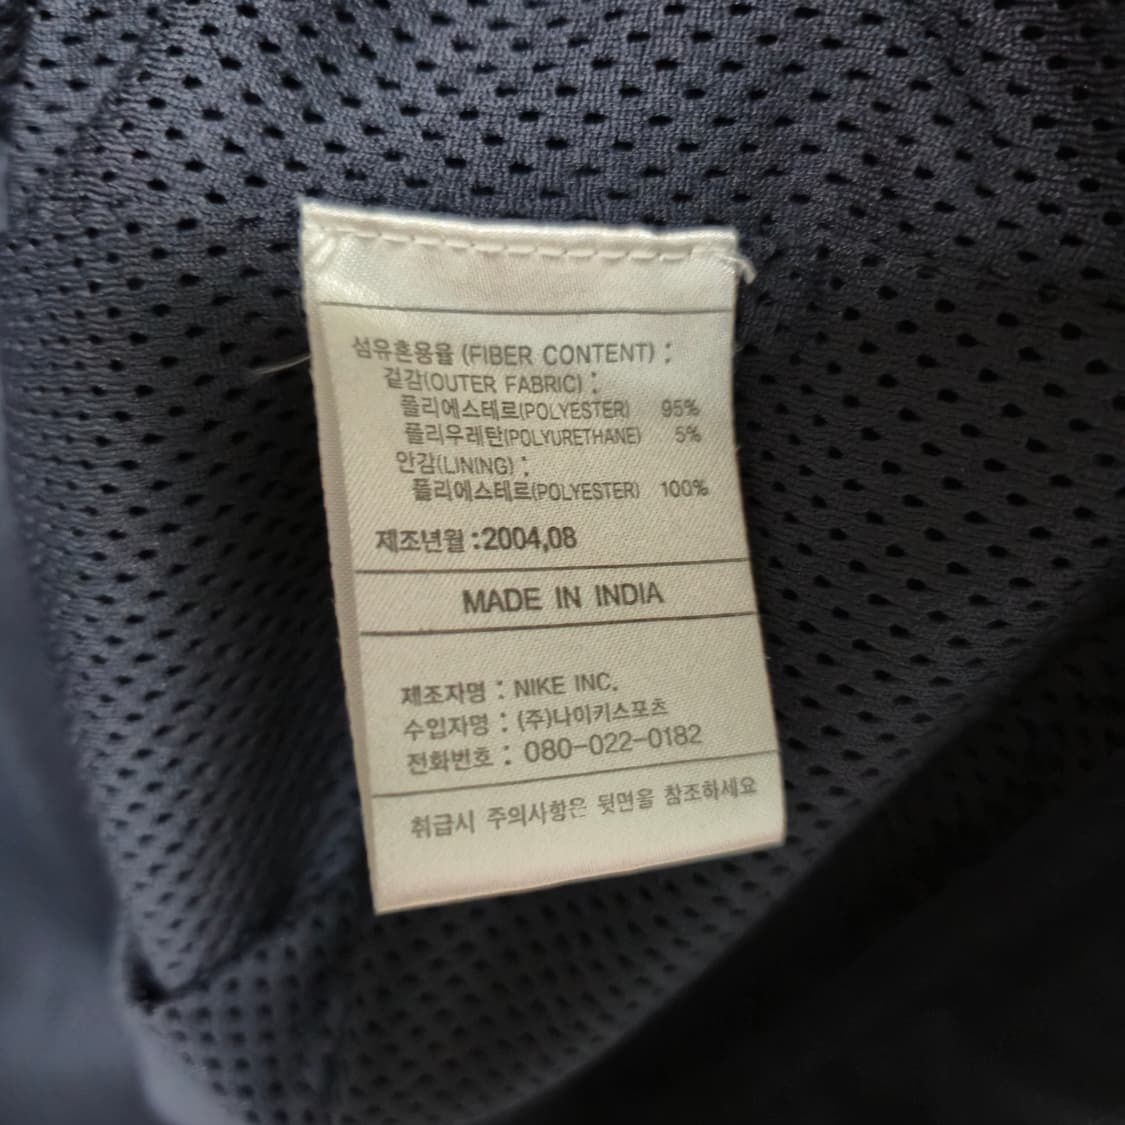 섬유혼용율 (FIBER CONTENT) :
겉감(OUTER FABRIC) :
폴리에스테르(POLYESTER) 95%
폴리우레탄(POLYURETHANE) 5%
안감(LINING) :
폴리에스테르(POLYESTER) 100%
제조년월 : 2004,08
MADE IN INDIA
제조자명 : NIKE INC.
수입자명 : (주)나이키스포츠
전화번호 : 080-022-0182
취급시 주의사항은 뒷면을 참조하세요